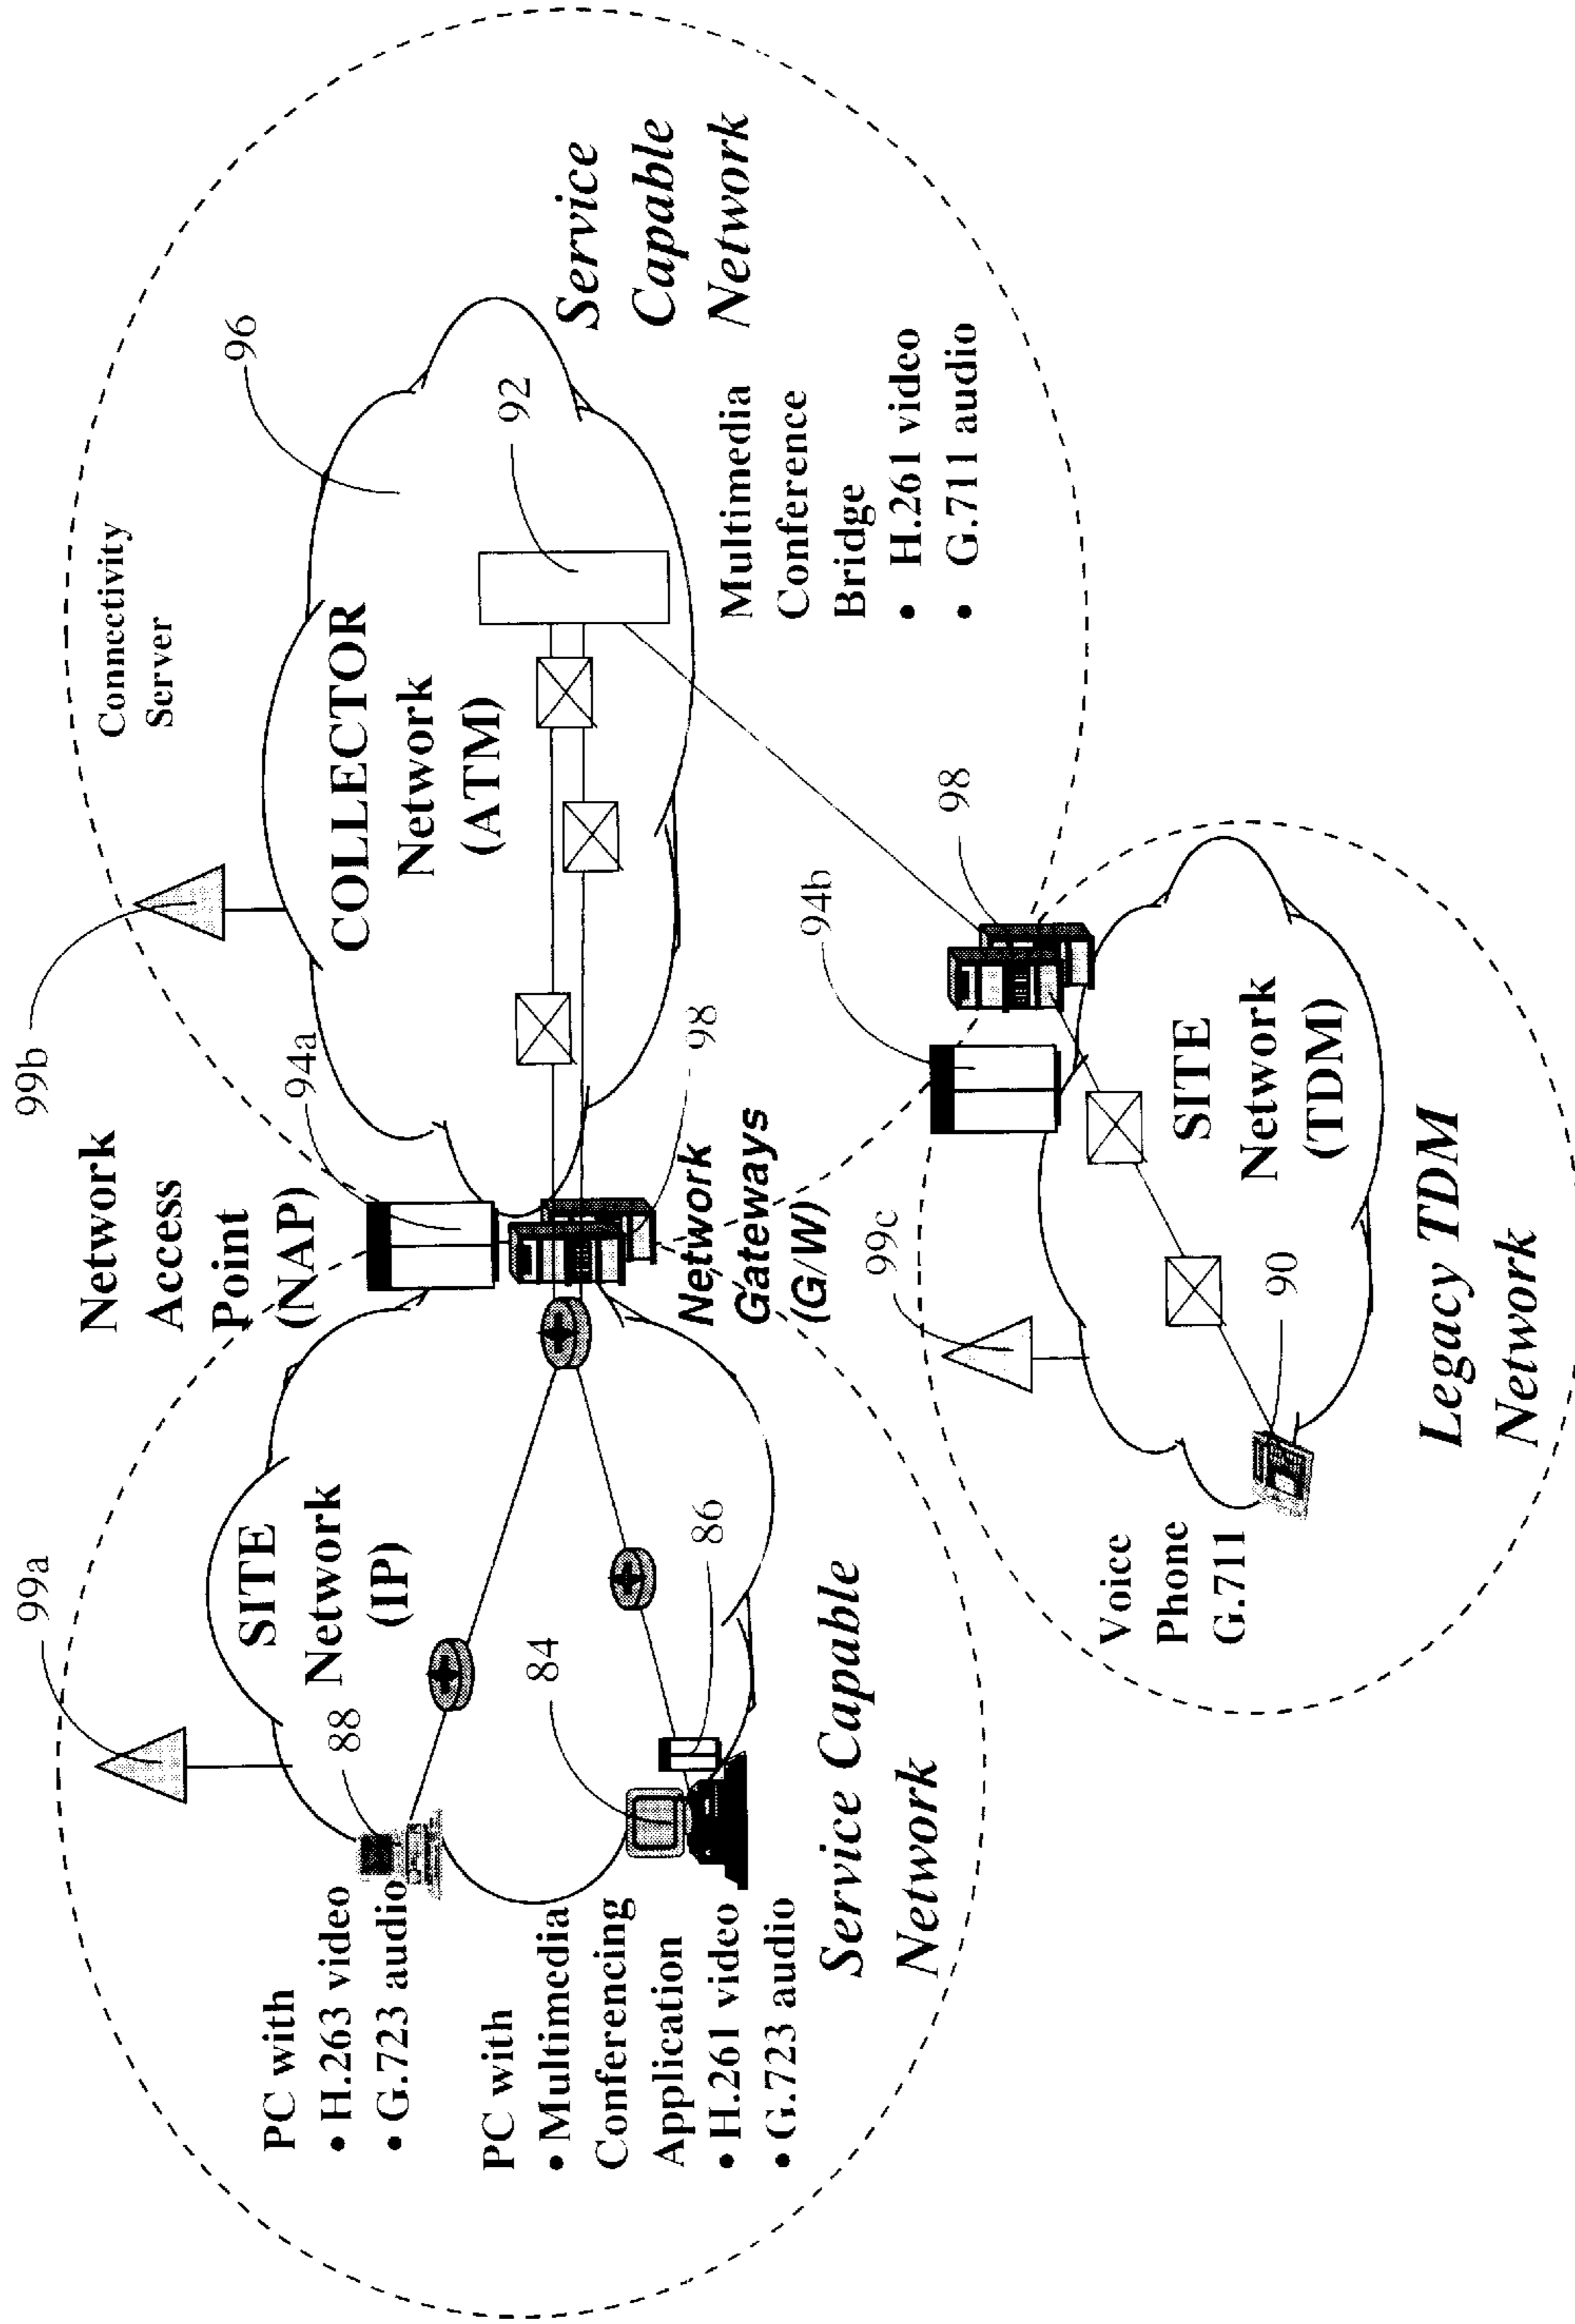 99a
99b
Network
Access
Point
(NAP)
94a
Connectivity
Server
96
SITE
Network
(IP)
88
PC with
• H.263 video
• G.723 audio
COLLECTOR
Network
(ATM)
92
Service
Capable
Network
84
86
PC with
• Multimedia
Conferencing
Application
• H.261 video
• G.723 audio
Network
Gateways
(G/W)
98
Multimedia
Conference
Bridge
• H.261 video
• G.711 audio
Service Capable
Network
99c
94b
98
SITE
Network
(TDM)
90
Voice
Phone
G.711
Legacy TDM
Network